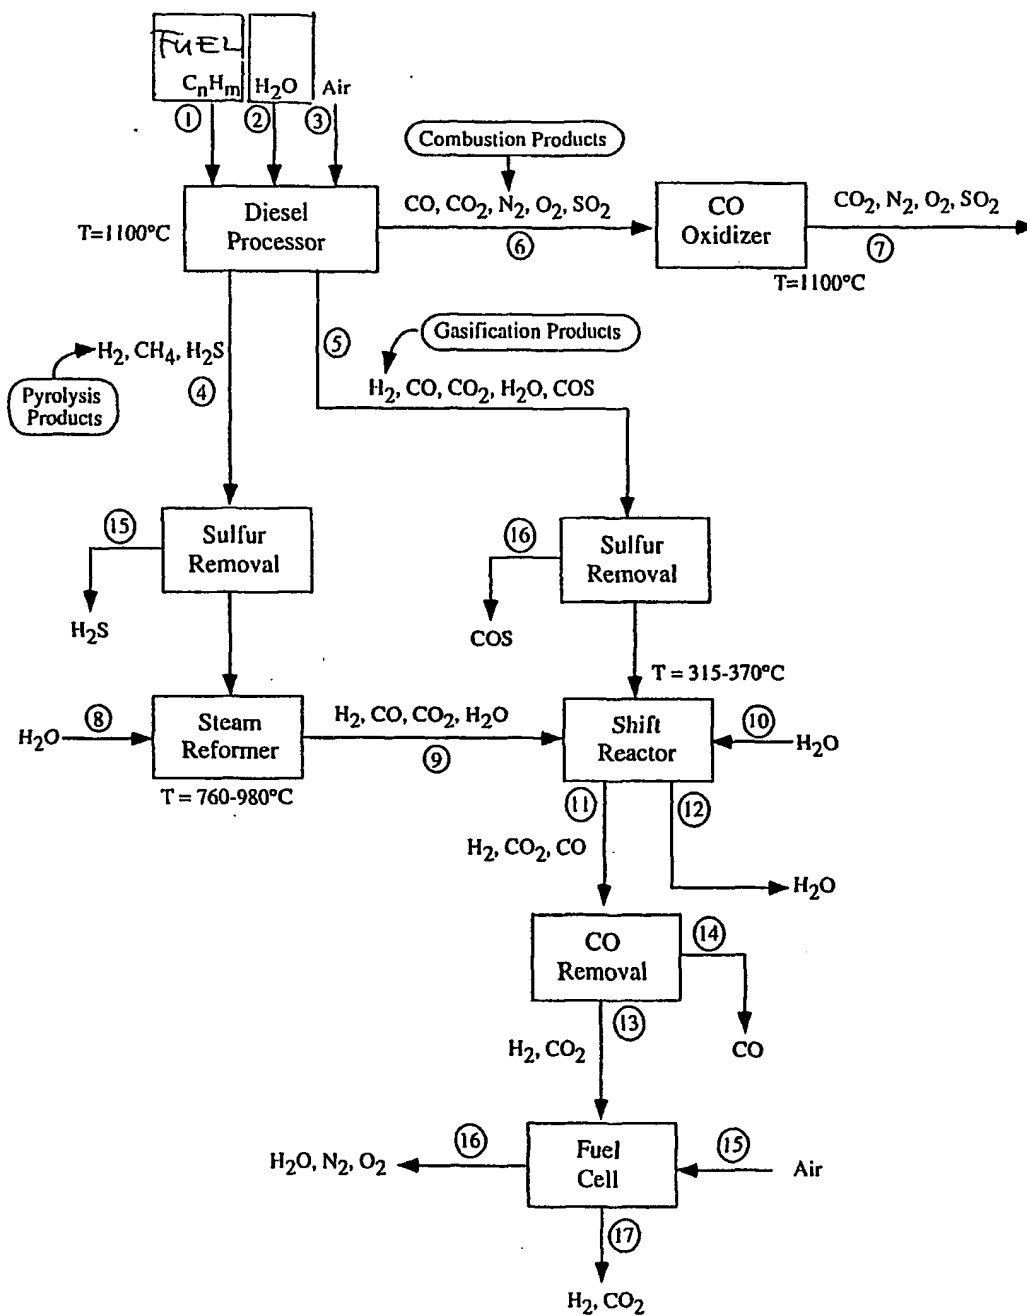 FUEL
CnHm
H2O
Air
1
2
3
Combustion Products
Diesel
Processor
T=1100°C
CO, CO2, N2, O2, SO2
6
CO
Oxidizer
CO2, N2, O2, SO2
7
T=1100°C
5
Gasification Products
H2, CH4, H2S
4
Pyrolysis
Products
H2, CO, CO2, H2O, COS
15
Sulfur
Removal
H2S
16
Sulfur
Removal
COS
T = 315-370°C
H2O
8
Steam
Reformer
H2, CO, CO2, H2O
9
Shift
Reactor
10
H2O
T = 760-980°C
11
12
H2, CO2, CO
H2O
CO
Removal
14
13
H2, CO2
CO
H2O, N2, O2
16
Fuel
Cell
15
Air
17
H2, CO2